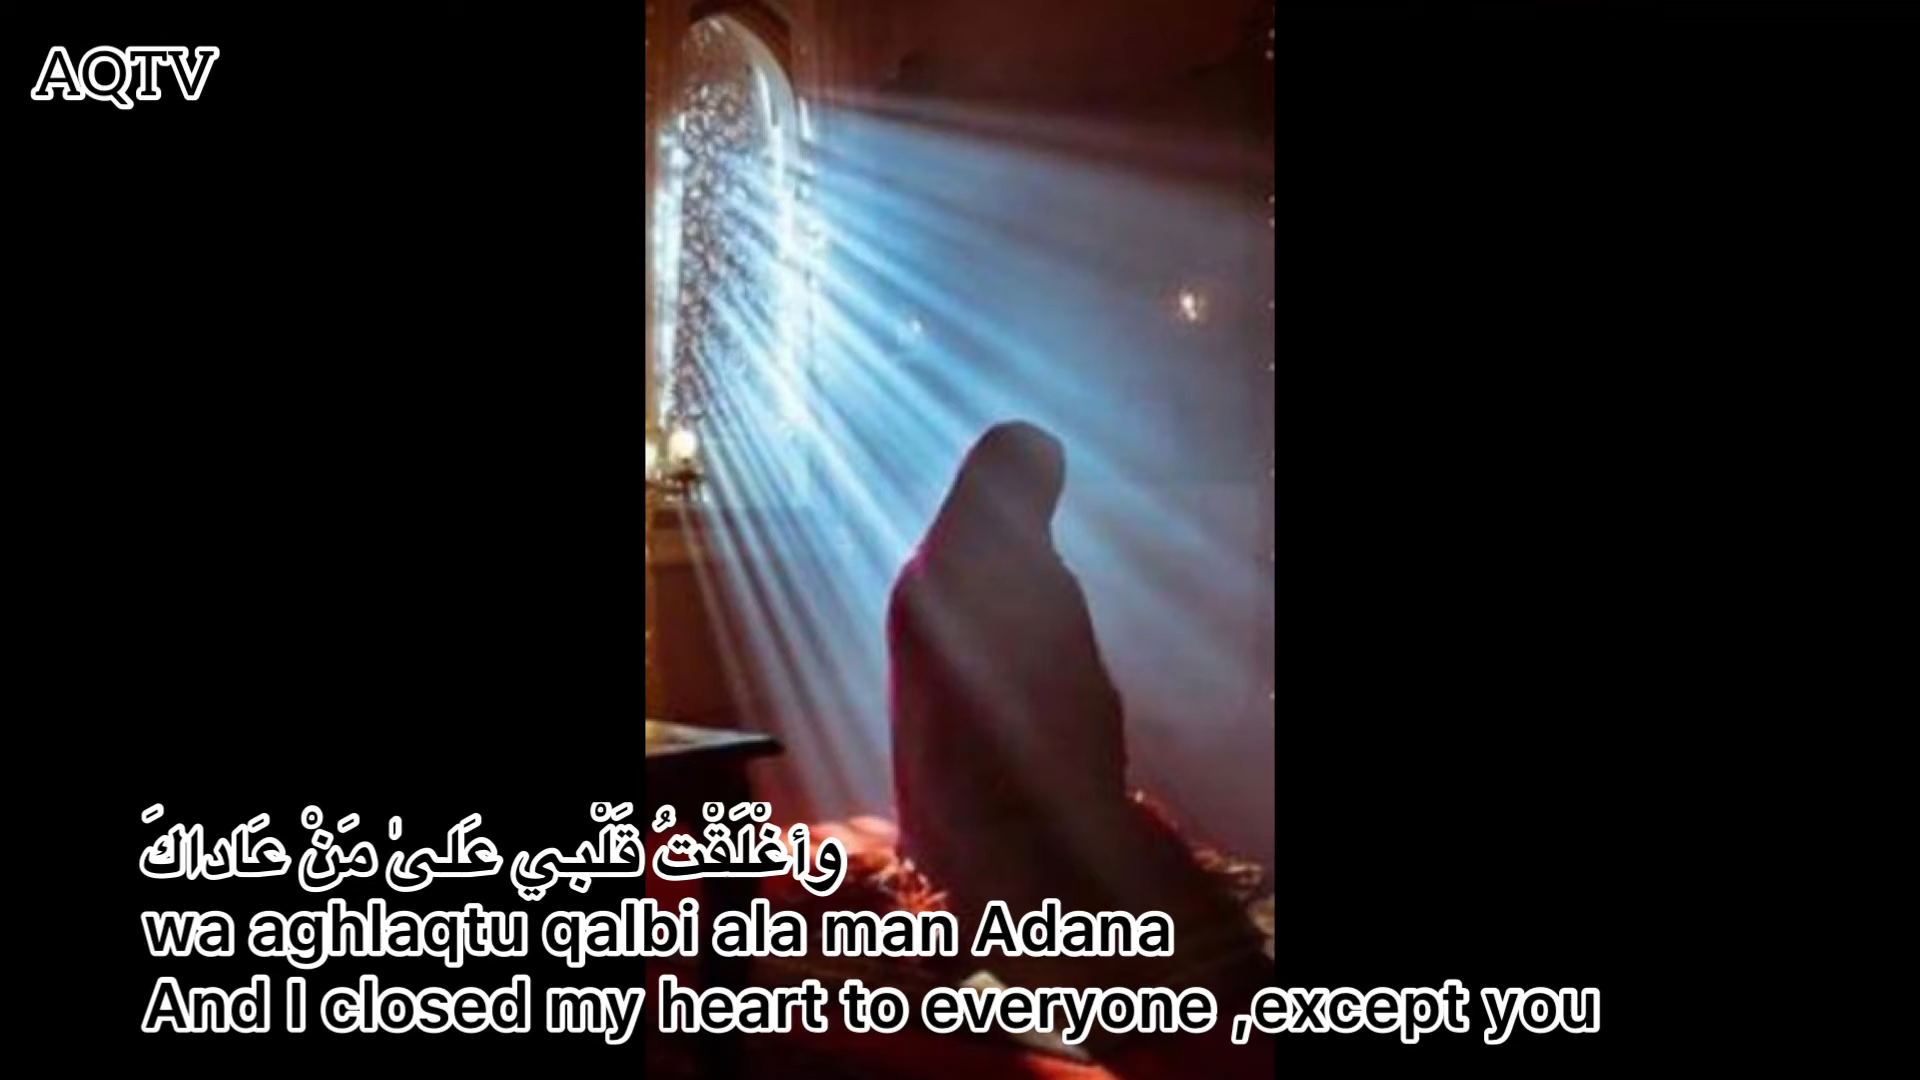 AQTV
وأغْلَقْتُ قَلْبي عَلىٰ مَنْ عَاداكَ
wa aghlaqtu qalbi ala man Adana
And I closed my heart to everyone ,except you